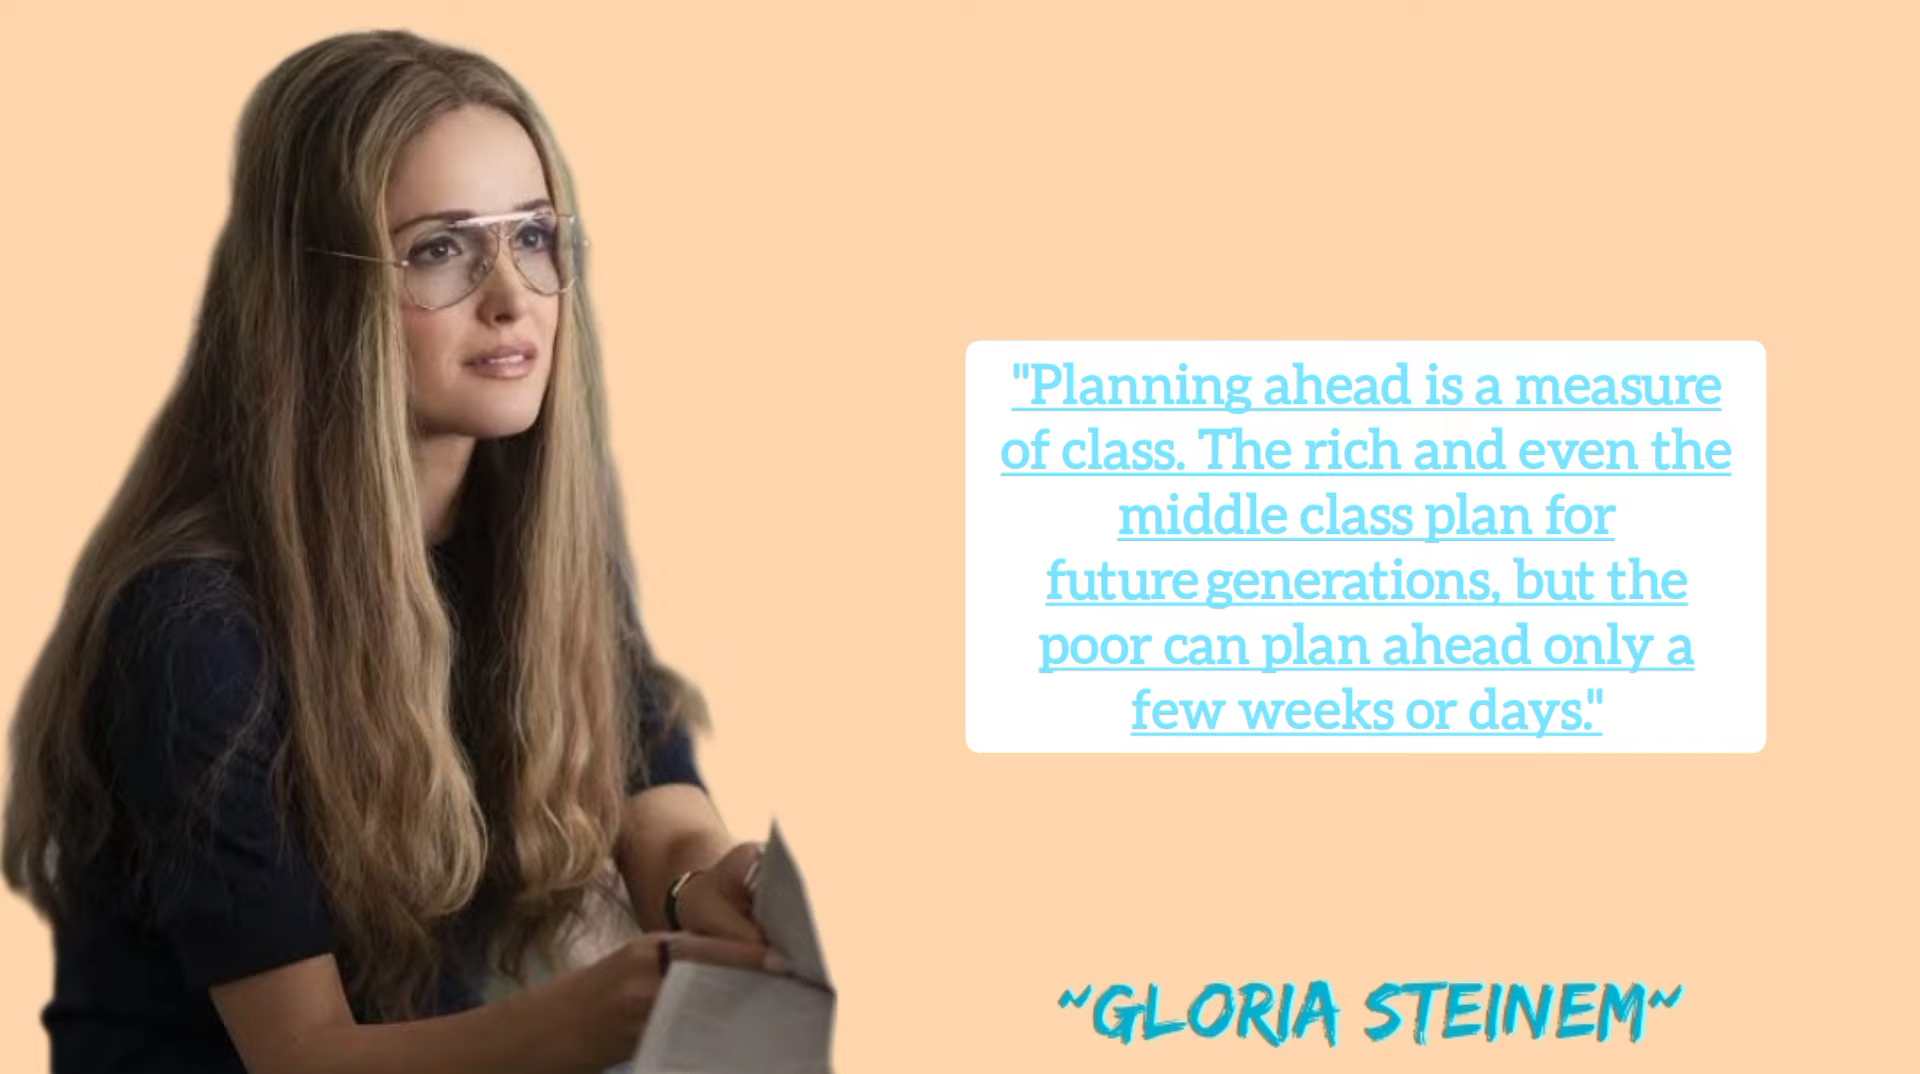 "Planning ahead is a measure
of class. The rich and even the
middle class plan for
future generations, but the
poor can plan ahead only a
few weeks or days."
~GLORIA STEINEM~